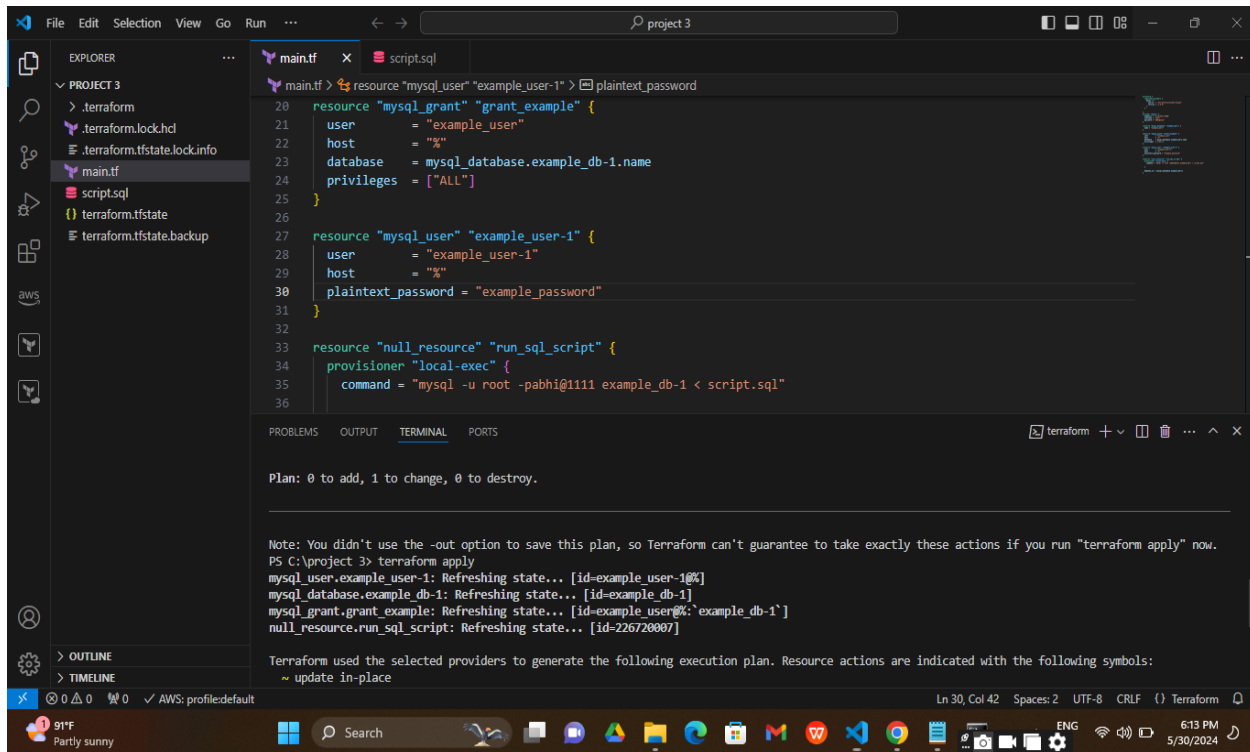 File Edit Selection View Go Run ··· ← → project 3
EXPLORER ···
PROJECT 3
.terraform
.terraform.lock.hcl
.terraform.tfstate.lock.info
main.tf
script.sql
{} terraform.tfstate
terraform.tfstate.backup
aws
OUTLINE
TIMELINE
main.tf × script.sql
main.tf > resource "mysql_user" "example_user-1" > plaintext_password
20 resource "mysql_grant" "grant_example" {
21 user = "example_user"
22 host = "%"
23 database = mysql_database.example_db-1.name
24 privileges = ["ALL"]
25 }
26
27 resource "mysql_user" "example_user-1" {
28 user = "example_user-1"
29 host = "%"
30 plaintext_password = "example_password"
31 }
32
33 resource "null_resource" "run_sql_script" {
34 provisioner "local-exec" {
35 command = "mysql -u root -pabhi@1111 example_db-1 < script.sql"
36
PROBLEMS OUTPUT TERMINAL PORTS terraform
Plan: 0 to add, 1 to change, 0 to destroy.
Note: You didn't use the -out option to save this plan, so Terraform can't guarantee to take exactly these actions if you run "terraform apply" now.
PS C:\project 3> terraform apply
mysql_user.example_user-1: Refreshing state... [id=example_user-1@%]
mysql_database.example_db-1: Refreshing state... [id=example_db-1]
mysql_grant.grant_example: Refreshing state... [id=example_user@%:`example_db-1`]
null_resource.run_sql_script: Refreshing state... [id=226720007]
Terraform used the selected providers to generate the following execution plan. Resource actions are indicated with the following symbols:
~ update in-place
0 0 0 AWS: profile:default Ln 30, Col 42 Spaces: 2 UTF-8 CRLF {} Terraform
1 91°F
Partly sunny
Search
ENG
6:13 PM
5/30/2024